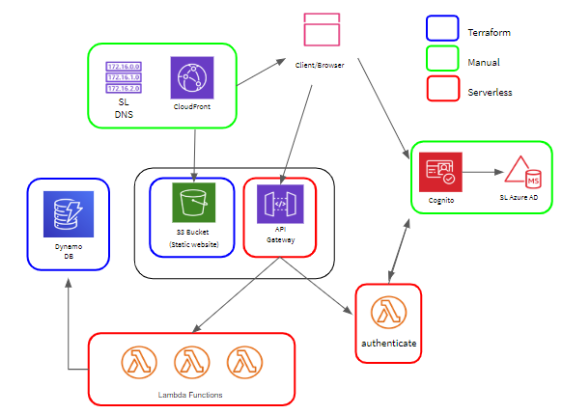 Terraform
Manual
Serverless
Client/Browser
172.16.0.0
172.16.1.0
172.16.2.0
SL
DNS
CloudFront
Cognito
SL Azure AD
MS
Dynamo
DB
S3 Bucket
(Static website)
API
Gateway
authenticate
Lambda Functions